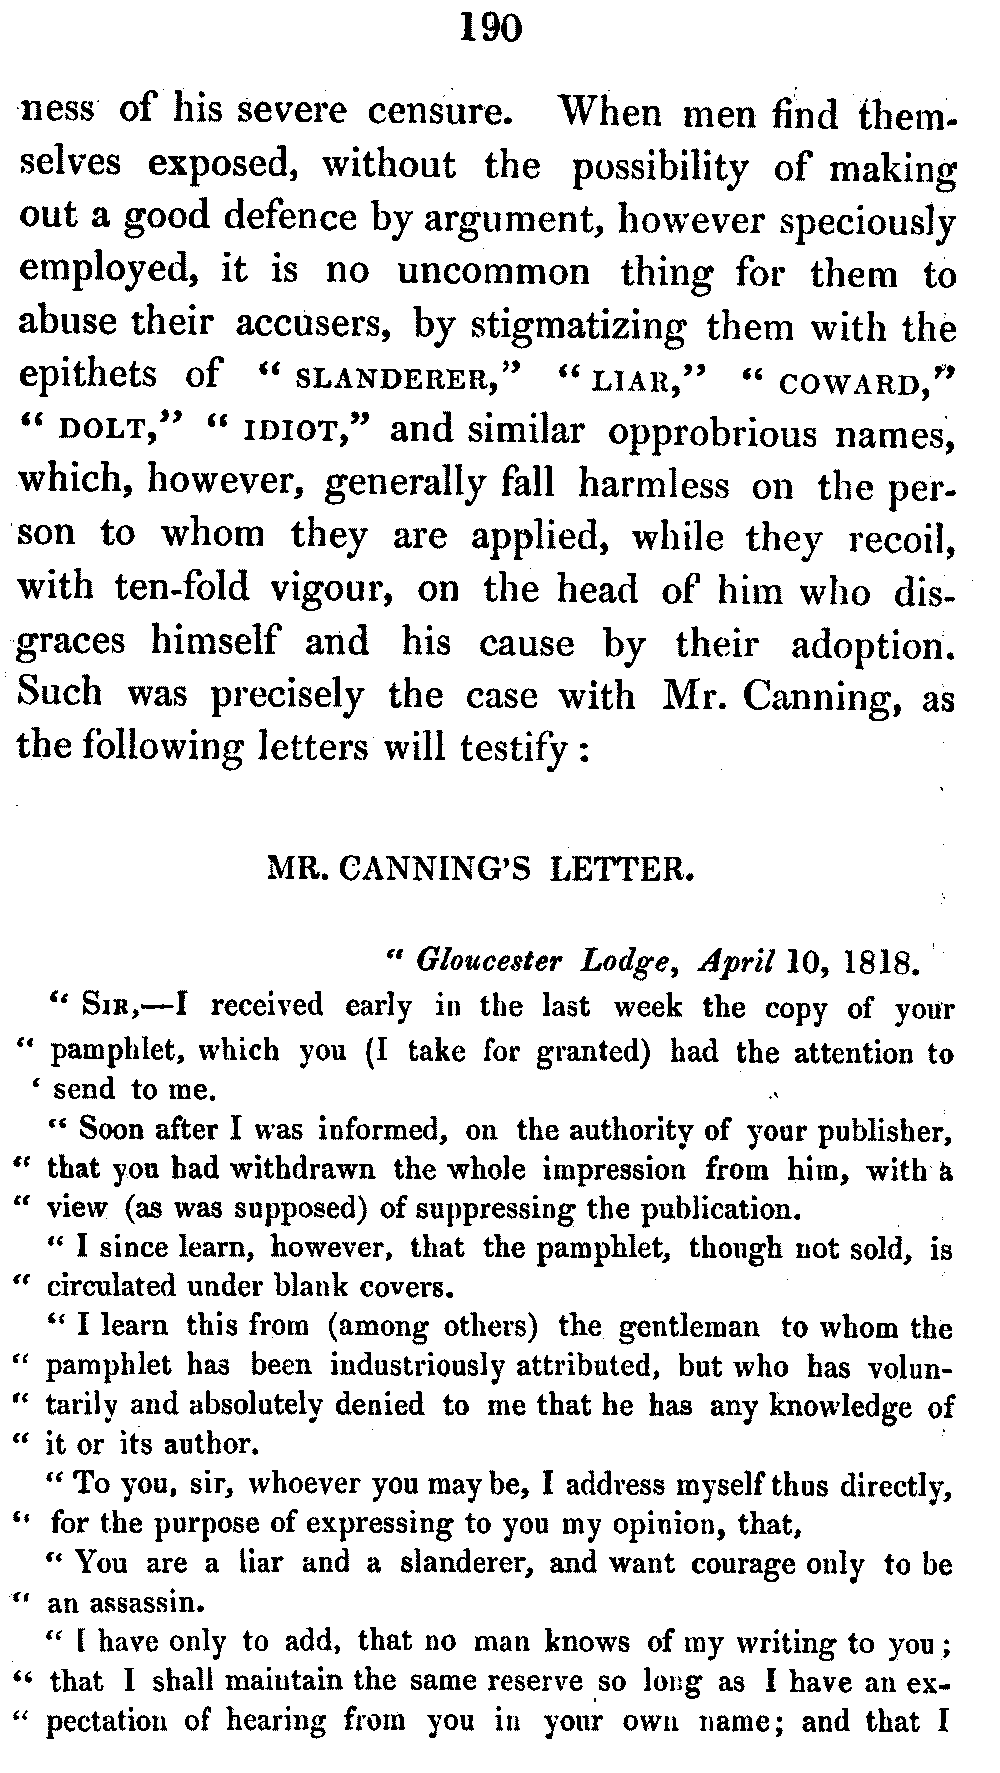 190
ness of his severe censure. When men find them-
selves exposed, without the possibility of making
out a good defence by argument, however speciously
employed, it is no uncommon thing for them to
abuse their accusers, by stigmatizing them with the
epithets of “ SLANDERER,” “ LIAR,” “ COWARD,”
“ DOLT,” “ IDIOT,” and similar opprobrious names,
which, however, generally fall harmless on the per-
son to whom they are applied, while they recoil,
with ten-fold vigour, on the head of him who dis-
graces himself and his cause by their adoption.
Such was precisely the case with Mr. Canning, as
the following letters will testify :
MR. CANNING'S LETTER.
“ Gloucester Lodge, April 10, 1818.
“ SIR,—I received early in the last week the copy of your
“ pamphlet, which you (I take for granted) had the attention to
‘ send to me.
“ Soon after I was informed, on the authority of your publisher,
“ that you had withdrawn the whole impression from him, with a
“ view (as was supposed) of suppressing the publication.
“ I since learn, however, that the pamphlet, though not sold, is
“ circulated under blank covers.
“ I learn this from (among others) the gentleman to whom the
“ pamphlet has been industriously attributed, but who has volun-
“ tarily and absolutely denied to me that he has any knowledge of
“ it or its author.
“ To you, sir, whoever you may be, I address myself thus directly,
“ for the purpose of expressing to you my opinion, that,
“ You are a liar and a slanderer, and want courage only to be
“ an assassin.
“ I have only to add, that no man knows of my writing to you ;
“ that I shall maintain the same reserve so long as I have an ex-
“ pectation of hearing from you in your own name; and that I